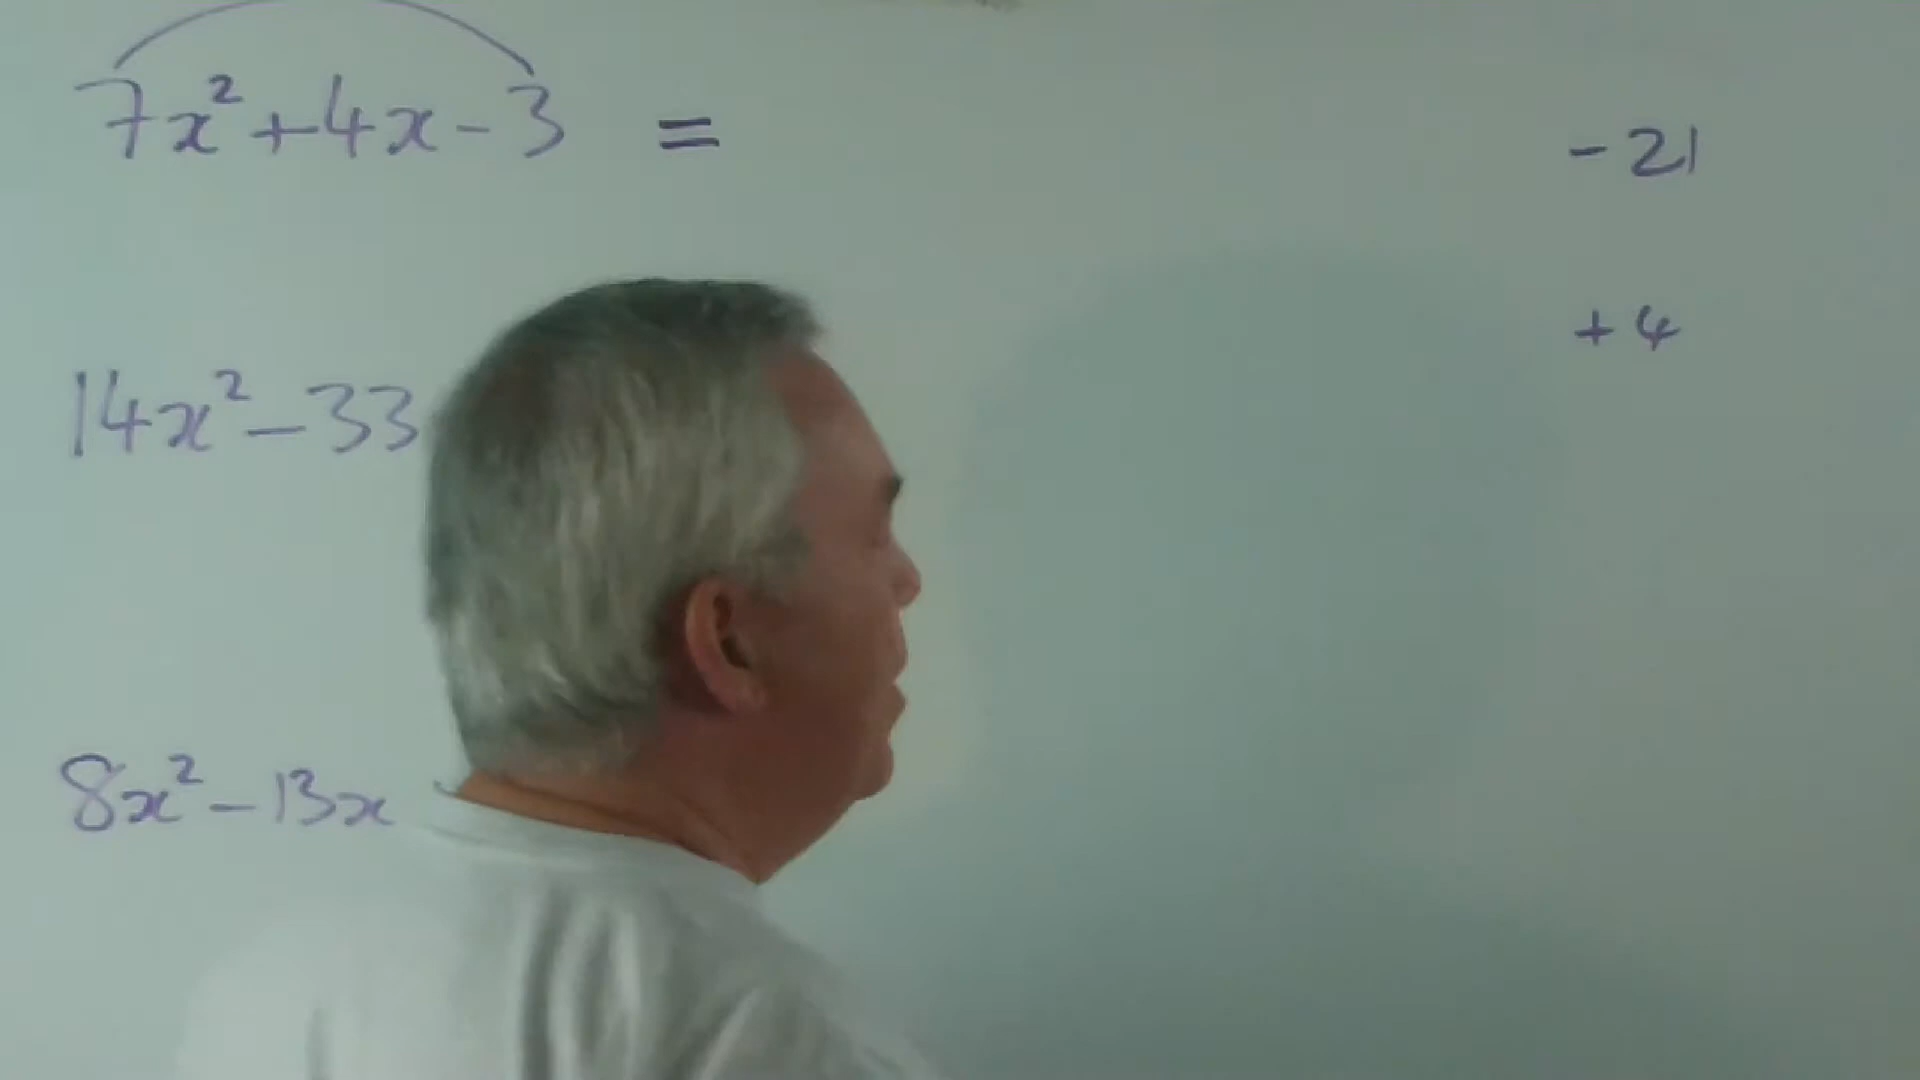 7x² + 4x - 3 =
- 21
+ 4
14x² - 33
8x² - 13x